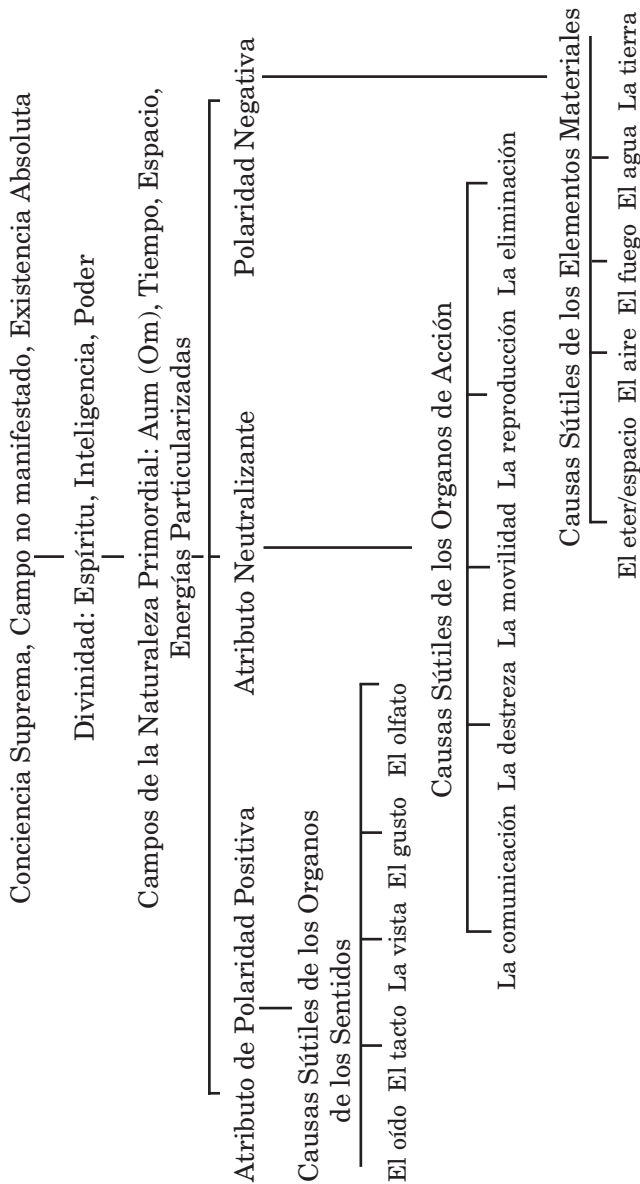 Conciencia Suprema, Campo no manifestado, Existencia Absoluta
Divinidad: Espíritu, Inteligencia, Poder
Campos de la Naturaleza Primordial: Aum (Om), Tiempo, Espacio,
Energías Particularizadas
Atributo de Polaridad Positiva
Atributo Neutralizante
Polaridad Negativa
Causas Sútiles de los Organos
de los Sentidos
El oído El tacto La vista El gusto El olfato
Causas Sútiles de los Organos de Acción
La comunicación La destreza La movilidad La reproducción La eliminación
Causas Sútiles de los Elementos Materiales
El eter/espacio El aire El fuego El agua La tierra